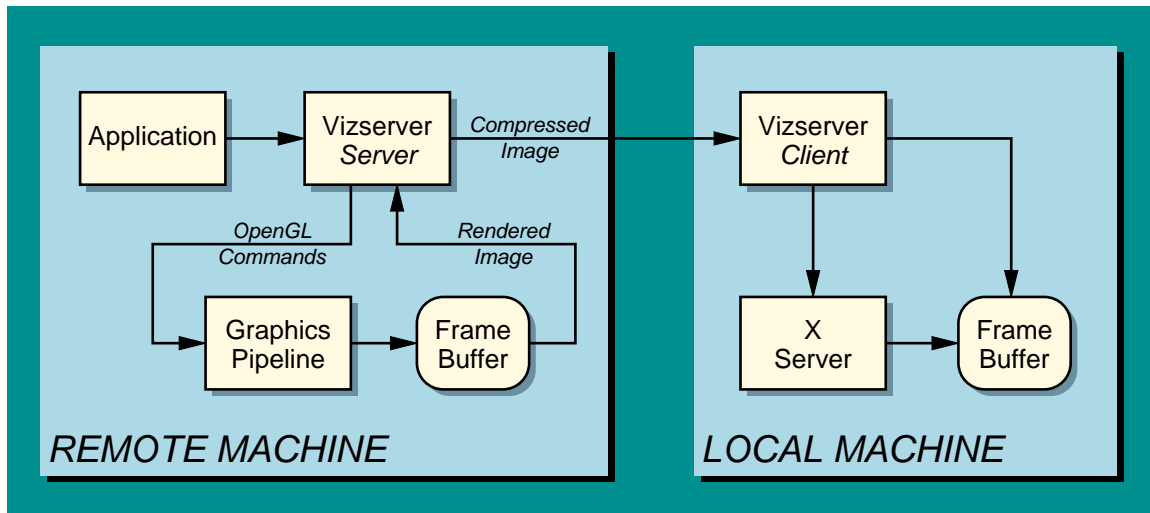 Application
Vizserver
Server
Compressed
Image
OpenGL
Commands
Rendered
Image
Graphics
Pipeline
Frame
Buffer
REMOTE MACHINE
Vizserver
Client
X
Server
Frame
Buffer
LOCAL MACHINE